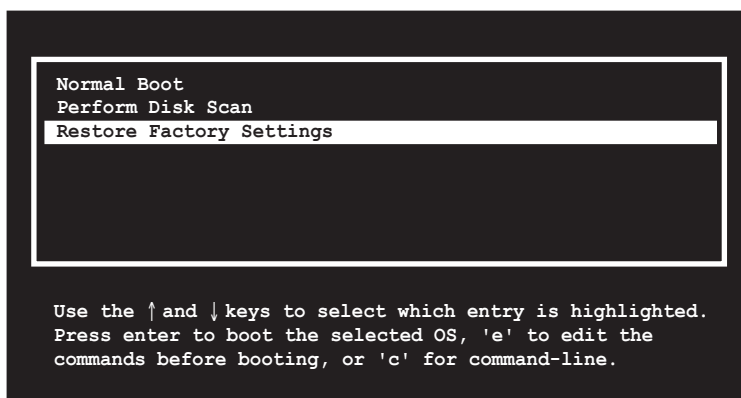 Normal Boot
Perform Disk Scan
Restore Factory Settings
Use the ↑ and ↓ keys to select which entry is highlighted.
Press enter to boot the selected OS, 'e' to edit the
commands before booting, or 'c' for command-line.